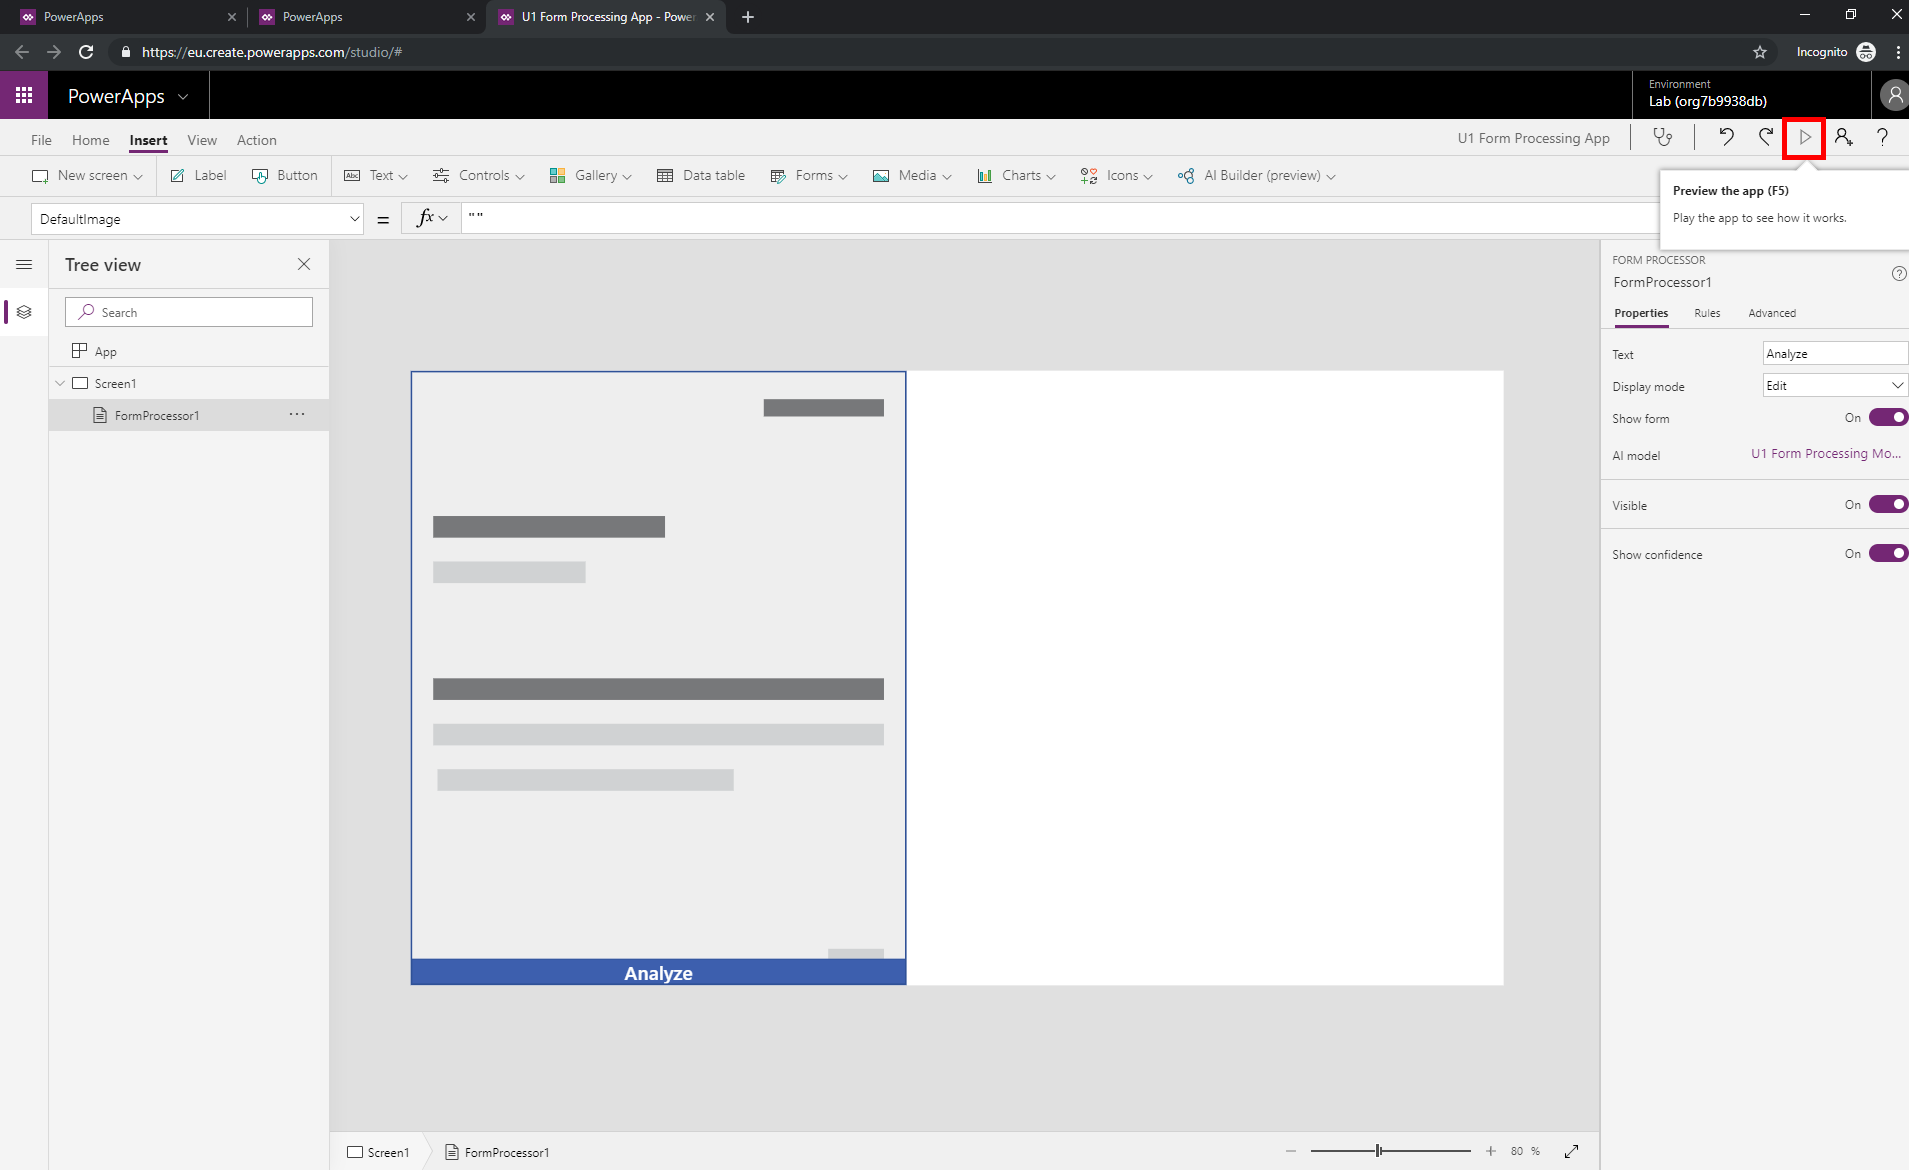 PowerApps
PowerApps
U1 Form Processing App - Power
https://eu.create.powerapps.com/studio/#
Incognito
PowerApps
Environment
Lab (org7b9938db)
File Home Insert View Action
U1 Form Processing App
New screen Label Button Abc Text Controls Gallery Data table Forms Media Charts Icons AI Builder (preview)
Preview the app (F5)
Play the app to see how it works.
DefaultImage = fx ""
Tree view
Search
App
Screen1
FormProcessor1 ...
Analyze
FORM PROCESSOR
FormProcessor1
Properties Rules Advanced
Text Analyze
Display mode Edit
Show form On
AI model U1 Form Processing Mo...
Visible On
Show confidence On
Screen1 FormProcessor1
80 %